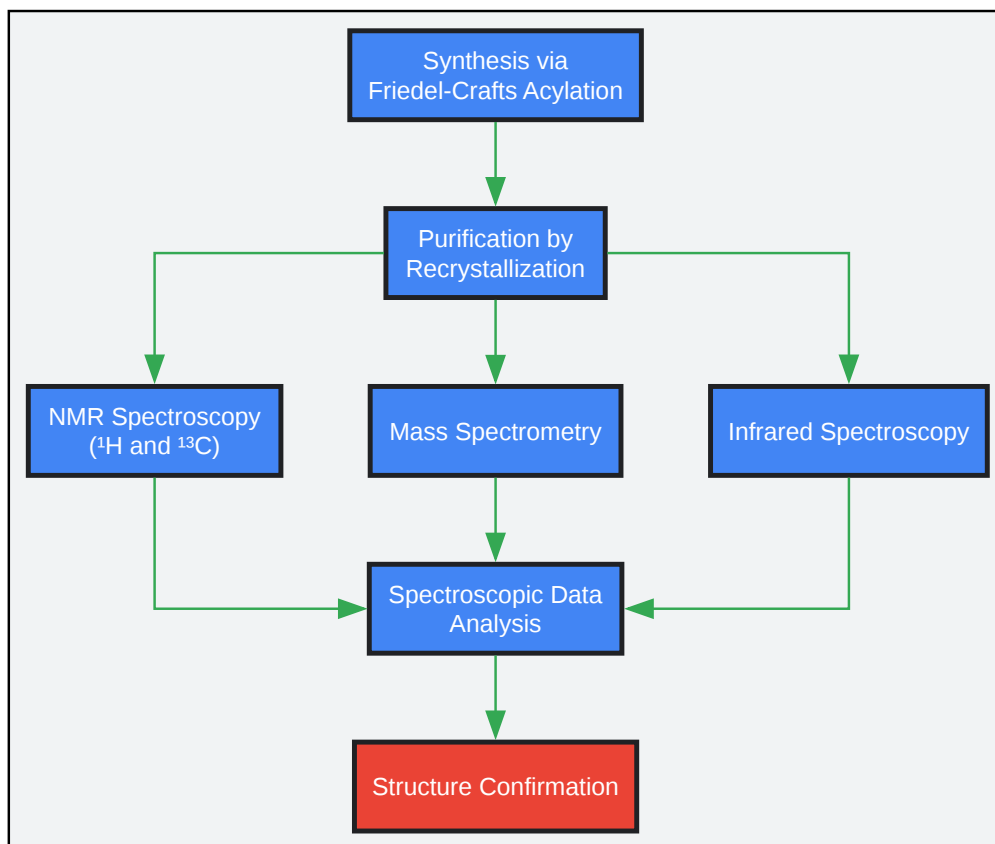 Synthesis via
Friedel-Crafts Acylation
Purification by
Recrystallization
NMR Spectroscopy
(¹H and ¹³C)
Mass Spectrometry
Infrared Spectroscopy
Spectroscopic Data
Analysis
Structure Confirmation